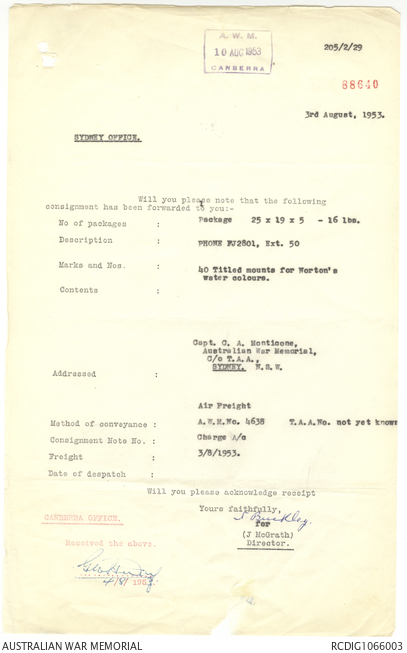 A. W. M.
10 AUG 1953
CANBERRA
205/2/29
88640
3rd August, 1953.
SYDNEY OFFICE.
Will you please note that the following
consignment has been forwarded to you:-
No of packages : Package 25 x 19 x 5 - 16 lbs.
Description : PHONE FJ2801, Ext. 50
Marks and Nos. : 40 Titled mounts for Norton's
water colours.
Contents :
Capt. C. A. Monticone,
Australian War Memorial,
C/o T.A.A.,
SYDNEY. N.S.W.
Addressed :
Air Freight
Method of conveyance : A.W.M.No. 4638 T.A.A.No. not yet known
Consignment Note No. : Charge A/c
Freight : 3/8/1953.
Date of despatch :
Will you please acknowledge receipt
Yours faithfully,
Buckley.
for
(J McGrath)
Director.
CANBERRA OFFICE.
Received the above.
4/8/ 195
AUSTRALIAN WAR MEMORIAL
RCDIG1066003